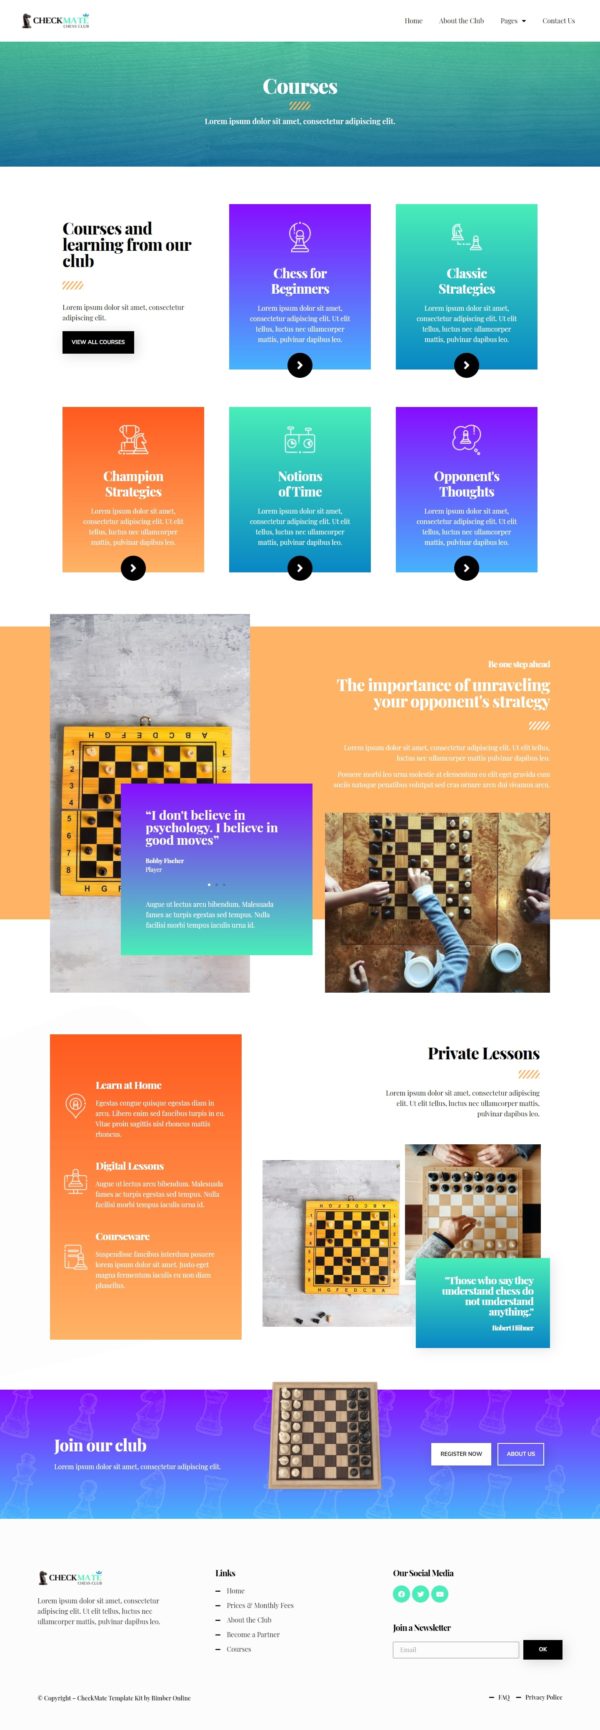 CHECKMATE
CHESS CLUB
Home
About the Club
Pages
Contact Us
Courses
Lorem ipsum dolor sit amet, consectetur adipiscing elit.
Courses and
learning from our
club
Lorem ipsum dolor sit amet, consectetur
adipiscing elit.
VIEW ALL COURSES
Chess for
Beginners
Lorem ipsum dolor sit amet,
consectetur adipiscing elit. Ut elit
tellus, luctus nec ullamcorper
mattis, pulvinar dapibus leo.
Classic
Strategies
Lorem ipsum dolor sit amet,
consectetur adipiscing elit. Ut elit
tellus, luctus nec ullamcorper
mattis, pulvinar dapibus leo.
Champion
Strategies
Lorem ipsum dolor sit amet,
consectetur adipiscing elit. Ut elit
tellus, luctus nec ullamcorper
mattis, pulvinar dapibus leo.
Notions
of Time
Lorem ipsum dolor sit amet,
consectetur adipiscing elit. Ut elit
tellus, luctus nec ullamcorper
mattis, pulvinar dapibus leo.
Opponent's
Thoughts
Lorem ipsum dolor sit amet,
consectetur adipiscing elit. Ut elit
tellus, luctus nec ullamcorper
mattis, pulvinar dapibus leo.
Be one step ahead
The importance of unraveling
your opponent's strategy
Lorem ipsum dolor sit amet, consectetur adipiscing elit. Ut elit tellus,
luctus nec ullamcorper mattis, pulvinar dapibus leo.
Posuere morbi leo urna molestie at elementum eu elit eget gravida cum
sociis natoque penatibus volutpat sed cras ornare arcu dui vivamus arcu.
“I don't believe in
psychology. I believe in
good moves”
Bobby Fischer
Player
Augue ut lectus arcu bibendum. Malesuada
fames ac turpis egestas sed tempus. Nulla
facilisi morbi tempus iaculis urna id.
Learn at Home
Egestas congue quisque egestas diam in
arcu. Libero enim sed faucibus turpis in eu.
Vitae proin sagittis nisl rhoncus mattis
rhoncus.
Digital Lessons
Augue ut lectus arcu bibendum. Malesuada
fames ac turpis egestas sed tempus. Nulla
facilisi morbi tempus iaculis urna id.
Courseware
Suspendisse faucibus interdum posuere
lorem ipsum dolor sit amet. Justo eget
magna fermentum iaculis eu non diam
phasellus.
Private Lessons
Lorem ipsum dolor sit amet, consectetur adipiscing
elit. Ut elit tellus, luctus nec ullamcorper mattis,
pulvinar dapibus leo.
"Those who say they
understand chess do
not understand
anything."
Robert Hübner
Join our club
Lorem ipsum dolor sit amet, consectetur adipiscing elit.
REGISTER NOW
ABOUT US
CHECKMATE
CHESS CLUB
Lorem ipsum dolor sit amet, consectetur
adipiscing elit. Ut elit tellus, luctus nec
ullamcorper mattis, pulvinar dapibus leo.
Links
Home
Prices & Monthly Fees
About the Club
Become a Partner
Courses
Our Social Media
Join a Newsletter
Email
OK
© Copyright - CheckMate Template Kit by Bimber Online
FAQ
Privacy Police